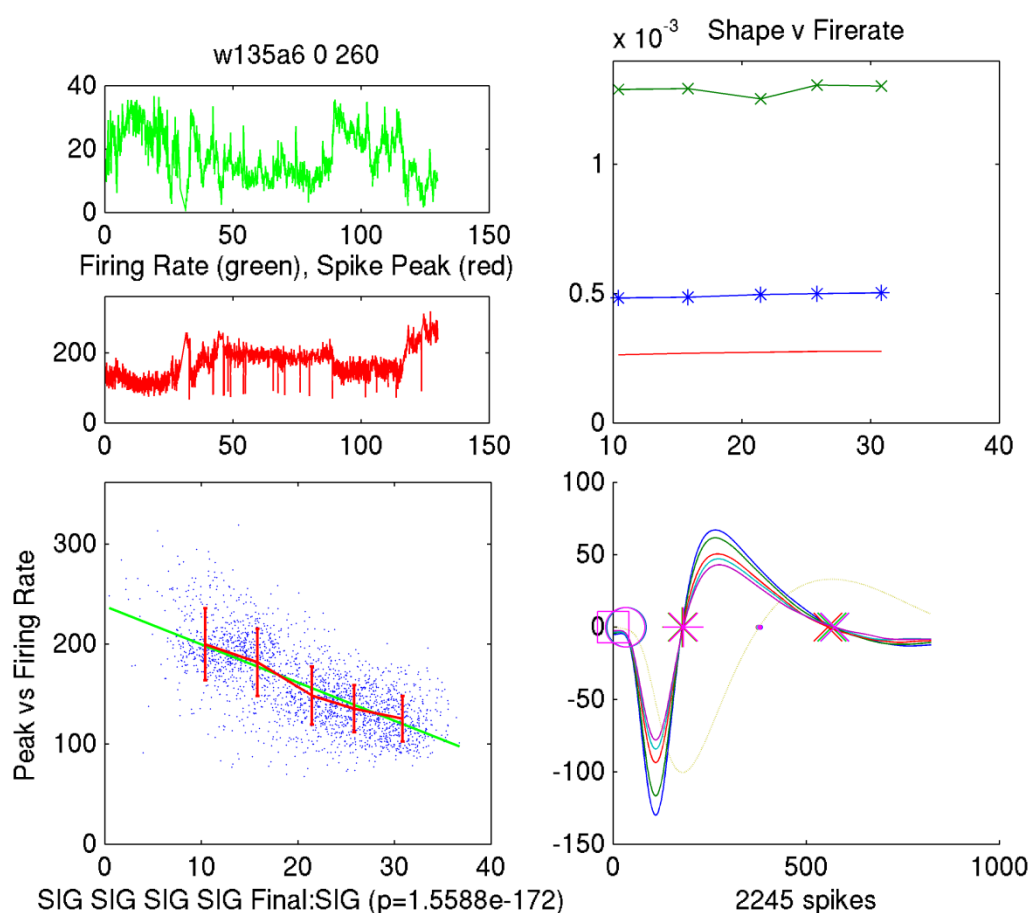 w135a6 0 260
40
20
0
0 50 100 150
Firing Rate (green), Spike Peak (red)
200
0
0 50 100 150
Shape v Firerate
x 10^-3
1
0.5
0
10 20 30 40
Peak vs Firing Rate
300
200
100
0
0 10 20 30 40
SIG SIG SIG SIG Final:SIG (p=1.5588e-172)
100
50
0
-50
-100
-150
0 500 1000
2245 spikes